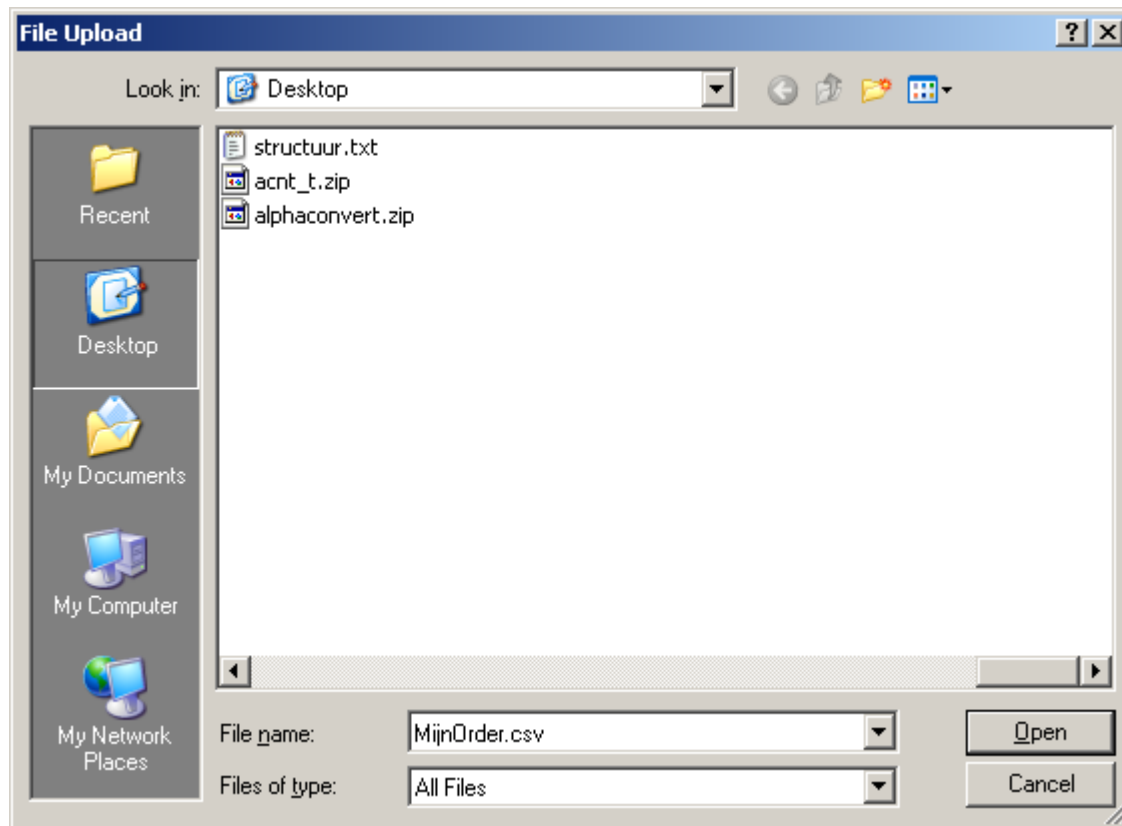 File Upload
Look in:
Desktop
structuur.txt
acnt_t.zip
alphaconvert.zip
Recent
Desktop
My Documents
My Computer
My Network
Places
File name:
MijnOrder.csv
Open
Files of type:
All Files
Cancel